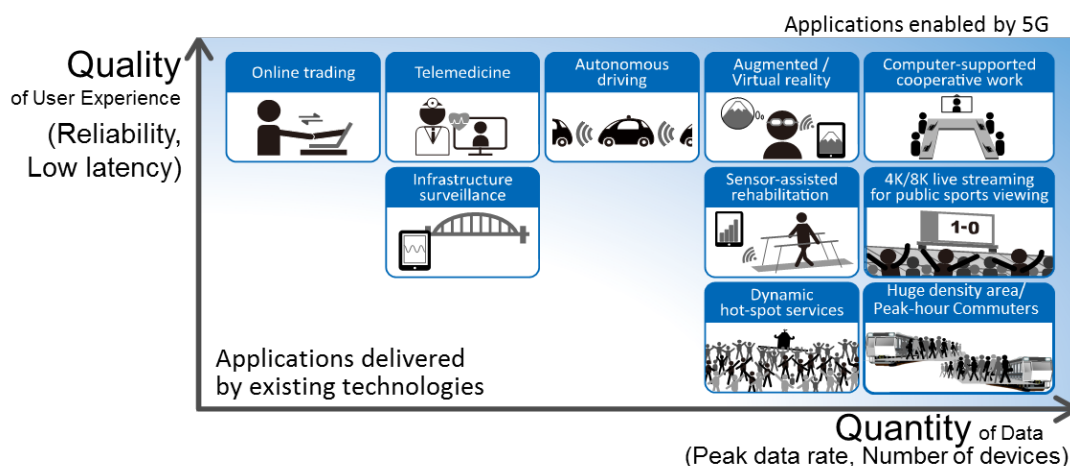 Applications enabled by 5G
Quality
of User Experience
(Reliability,
Low latency)
Online trading
Telemedicine
Autonomous
driving
Augmented /
Virtual reality
Computer-supported
cooperative work
Infrastructure
surveillance
Sensor-assisted
rehabilitation
4K/8K live streaming
for public sports viewing
1-0
Dynamic
hot-spot services
Huge density area/
Peak-hour Commuters
Applications delivered
by existing technologies
Quantity of Data
(Peak data rate, Number of devices)